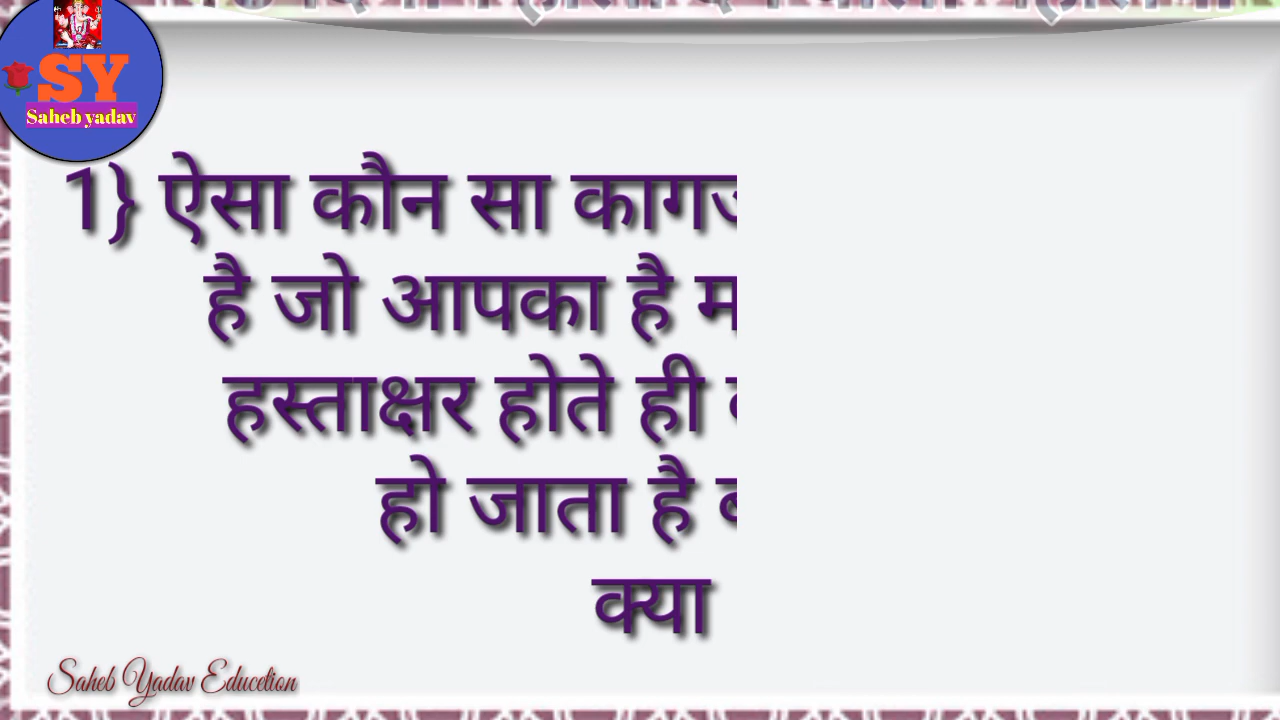 SY
Saheb yadav
1} ऐसा कौन सा
है जो आपका है
हस्ताक्षर होते ही
हो जाता है
क्या
Saheb Yadav Educetion